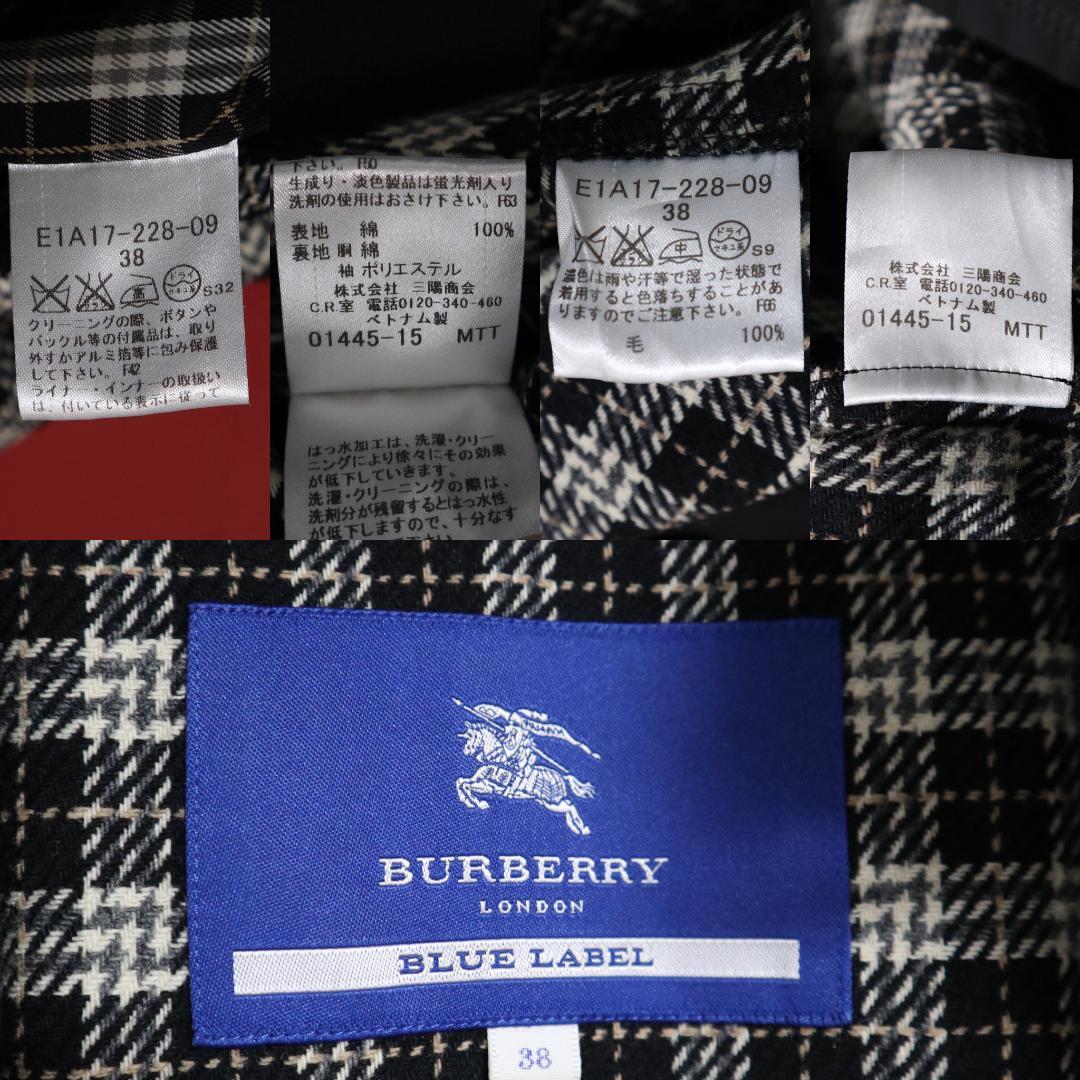 E1A17-228-09
38
ドライ
セキユ系
S32
クリーニングの際、ボタンや
バックル等の付属品は、取り
外すかアルミ箔等に包み保護
して下さい。F42
ライナー・インナーの取扱い
は、付いている表示に従って
下さい。F50
生成り・淡色製品は蛍光剤入り
洗剤の使用はおさけ下さい。F63
表地 綿 100%
裏地 胴 綿
袖 ポリエステル
株式会社 三陽商会
C.R.室 電話0120-340-460
ベトナム製
01445-15 MTT
はっ水加工は、洗濯・クリー
ニングにより徐々にその効果
が低下していきます。
洗濯・クリーニングの際は、
洗剤分が残留するとはっ水性
が低下しますので、十分なす
E1A17-228-09
38
中
ドライ
セキユ系
S9
濃色は雨や汗等で湿った状態で
着用すると色落ちすることがあ
りますのでご注意下さい。F66
毛 100%
株式会社 三陽商会
C.R.室 電話0120-340-460
ベトナム製
01445-15 MTT
BURBERRY
LONDON
BLUE LABEL
38